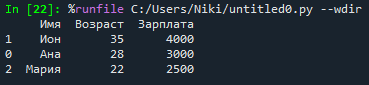 In [22]: %runfile C:/Users/Niki/untitled0.py --wdir
Имя Возраст Зарплата
1 Ион 35 4000
0 Ана 28 3000
2 Мария 22 2500